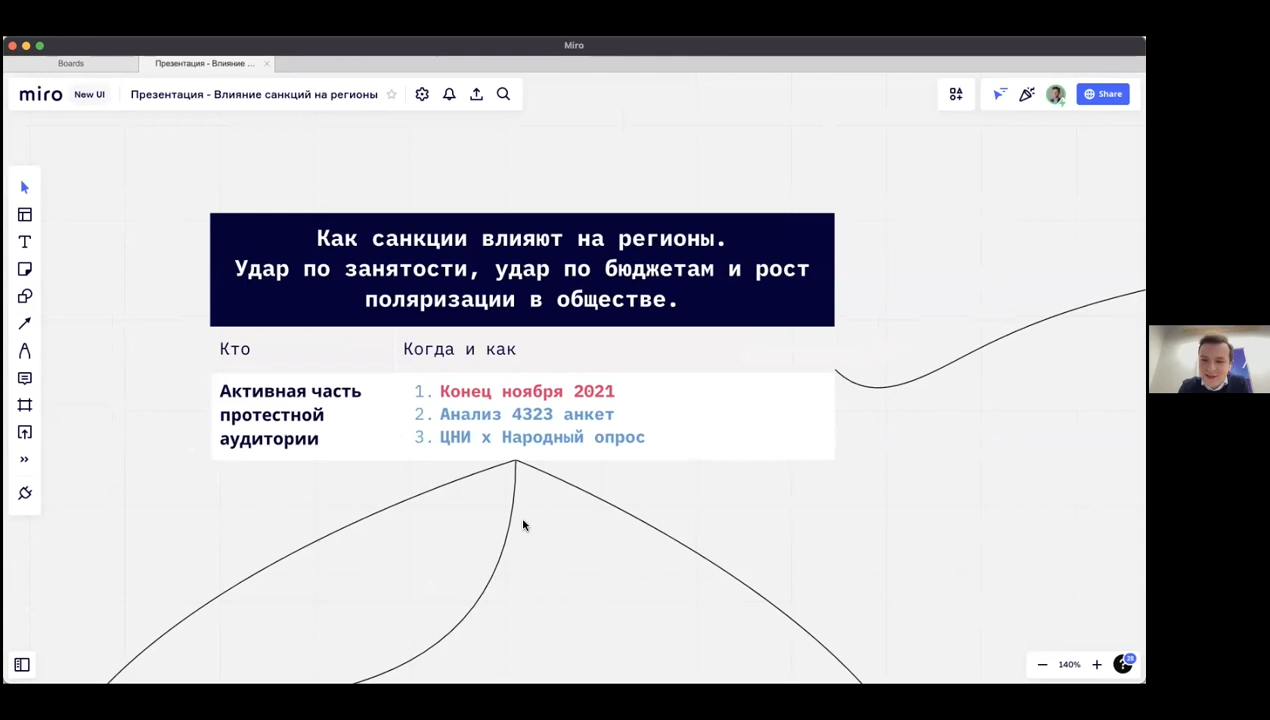 Miro
Boards
Презентация - Влияние ...
miro
New UI
Презентация - Влияние санкций на регионы
Share
Как санкции влияют на регионы.
Удар по занятости, удар по бюджетам и рост
поляризации в обществе.
Кто
Когда и как
Активная часть
протестной
аудитории
1. Конец ноября 2021
2. Анализ 4323 анкет
3. ЦНИ x Народный опрос
140%